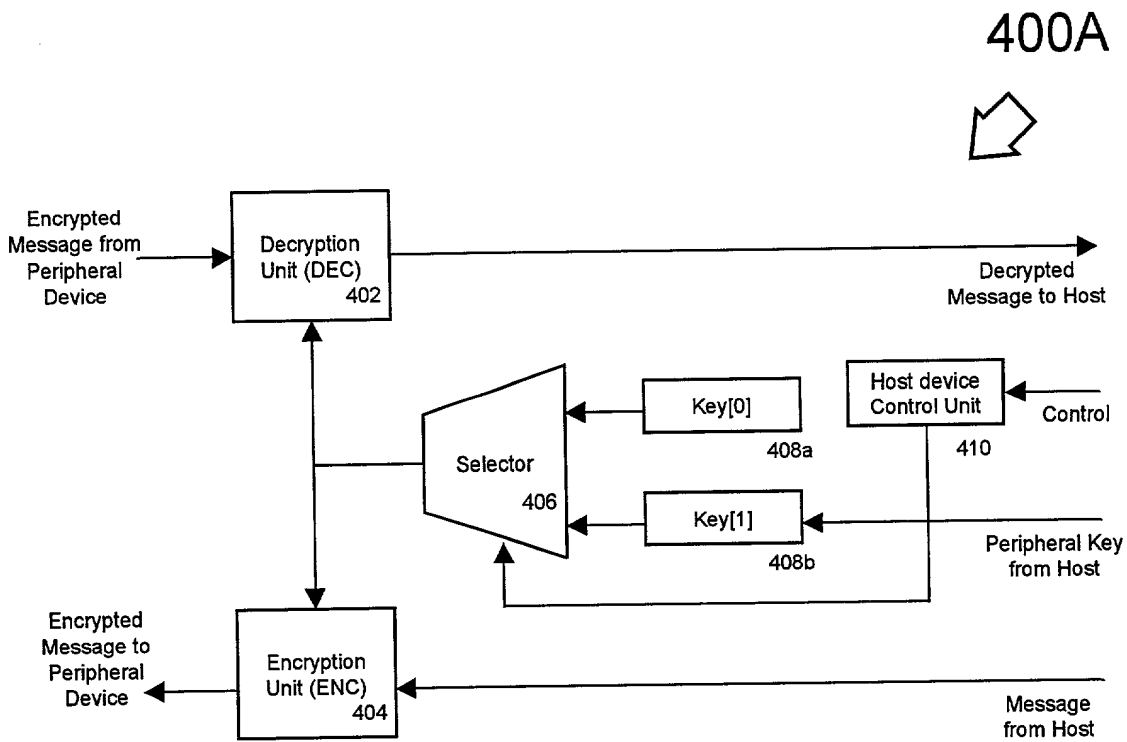 400A
Encrypted
Message from
Peripheral
Device
Decryption
Unit (DEC)
402
Decrypted
Message to Host
Selector
406
Key[0]
408a
Host device
Control Unit
410
Control
Key[1]
408b
Peripheral Key
from Host
Encrypted
Message to
Peripheral
Device
Encryption
Unit (ENC)
404
Message
from Host